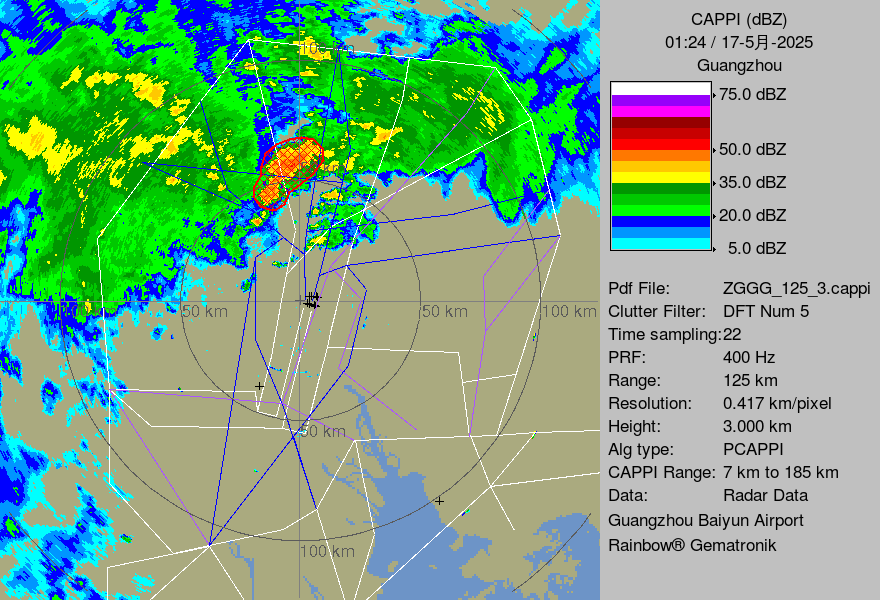 CAPPI (dBZ)
01:24 / 17-5月-2025
Guangzhou
75.0 dBZ
50.0 dBZ
35.0 dBZ
20.0 dBZ
5.0 dBZ
Pdf File: ZGGG_125_3.cappi
Clutter Filter: DFT Num 5
Time sampling:22
PRF: 400 Hz
Range: 125 km
Resolution: 0.417 km/pixel
Height: 3.000 km
Alg type: PCAPPI
CAPPI Range: 7 km to 185 km
Data: Radar Data
Guangzhou Baiyun Airport
Rainbow® Gematronik
50 km
50 km
100 km
50 km
100 km